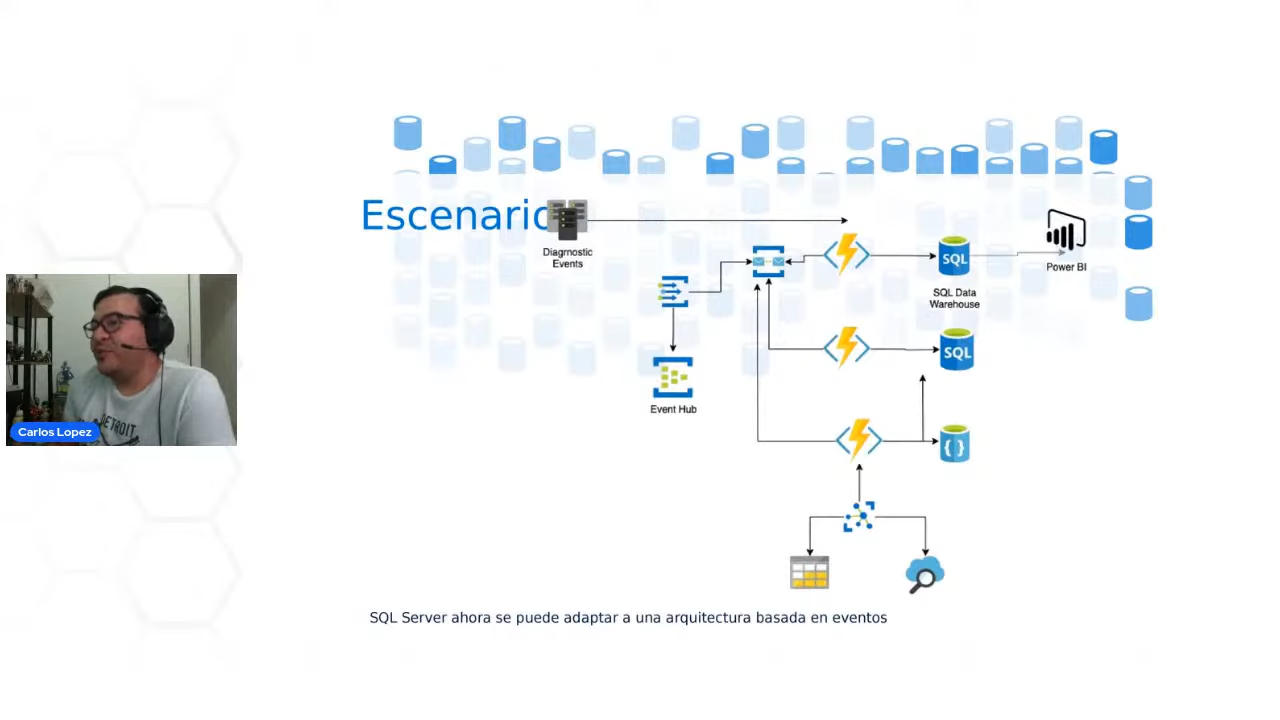 Escenario
Diagrnostic
Events
Power BI
SQL
SQL Data
Warehouse
SQL
Event Hub
{ }
DETROIT
Carlos Lopez
SQL Server ahora se puede adaptar a una arquitectura basada en eventos